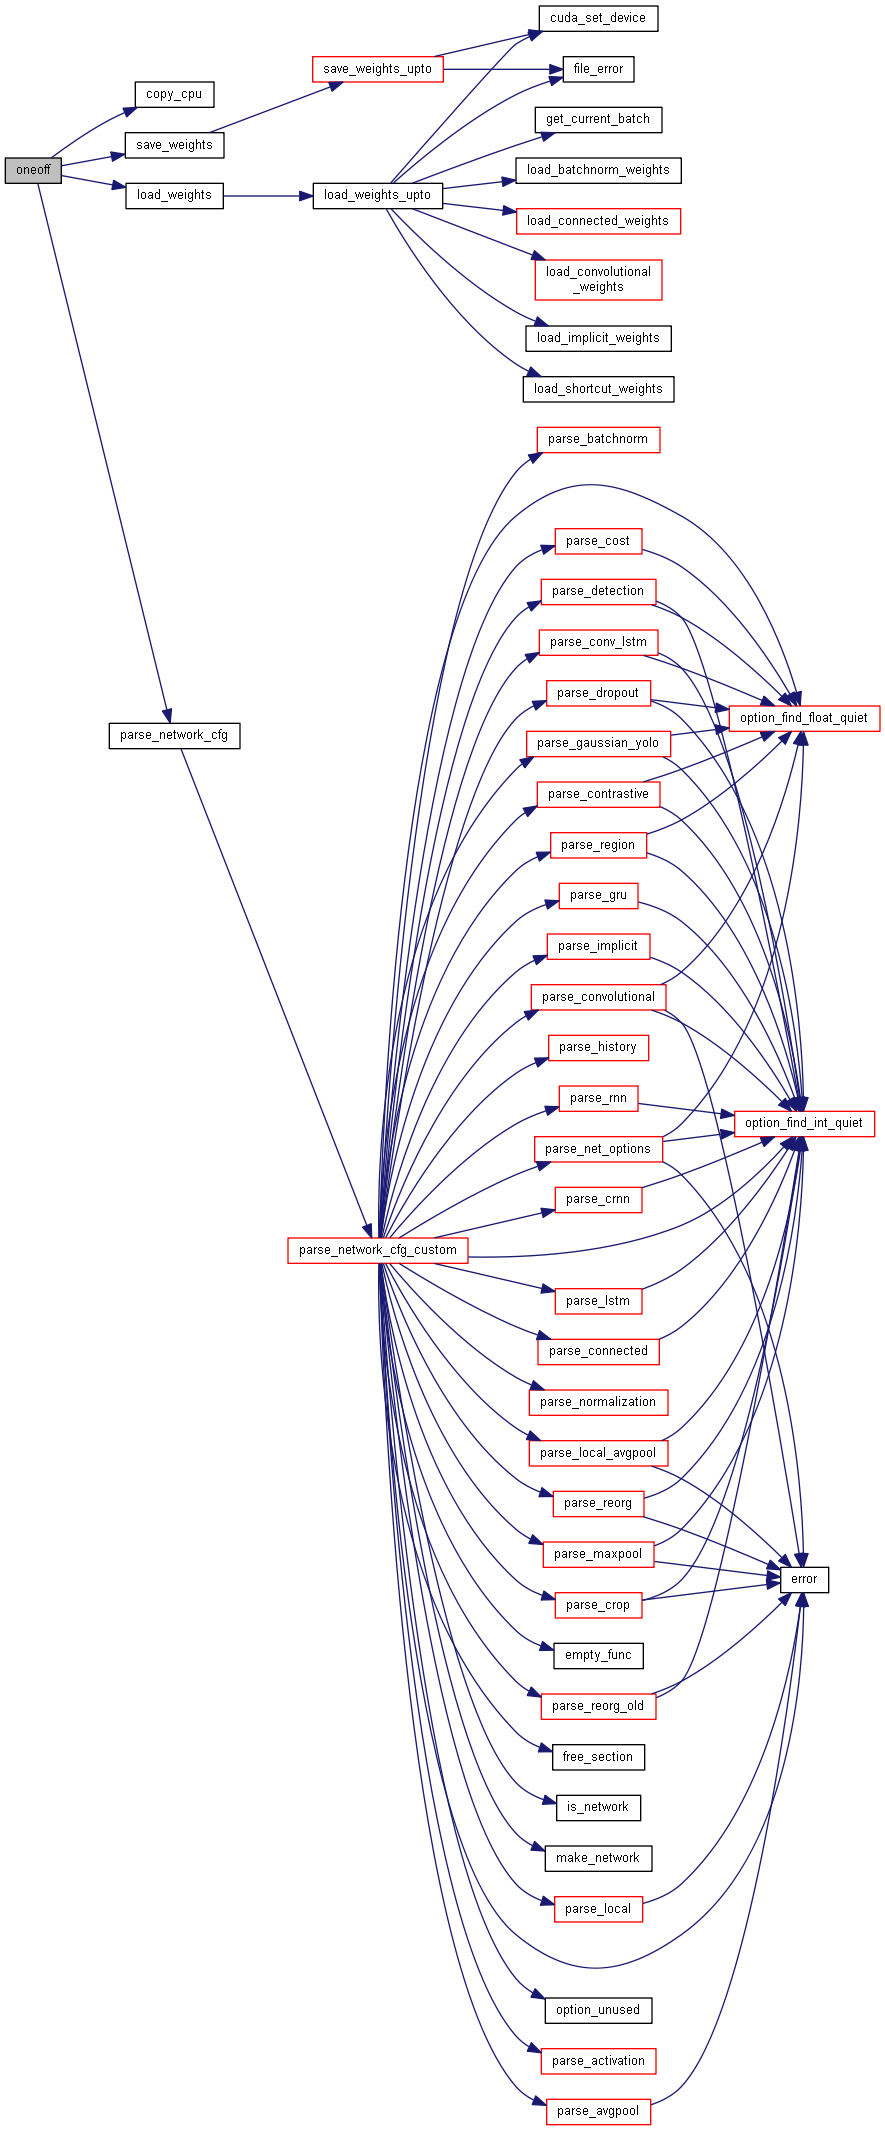 cuda_set_device
save_weights_upto
file_error
copy_cpu
get_current_batch
save_weights
oneoff
load_batchnorm_weights
load_weights
load_weights_upto
load_connected_weights
load_convolutional
_weights
load_implicit_weights
load_shortcut_weights
parse_batchnorm
parse_cost
parse_detection
parse_conv_lstm
parse_dropout
option_find_float_quiet
parse_network_cfg
parse_gaussian_yolo
parse_contrastive
parse_region
parse_gru
parse_implicit
parse_convolutional
parse_history
parse_rnn
option_find_int_quiet
parse_net_options
parse_crnn
parse_network_cfg_custom
parse_lstm
parse_connected
parse_normalization
parse_local_avgpool
parse_reorg
parse_maxpool
error
parse_crop
empty_func
parse_reorg_old
free_section
is_network
make_network
parse_local
option_unused
parse_activation
parse_avgpool